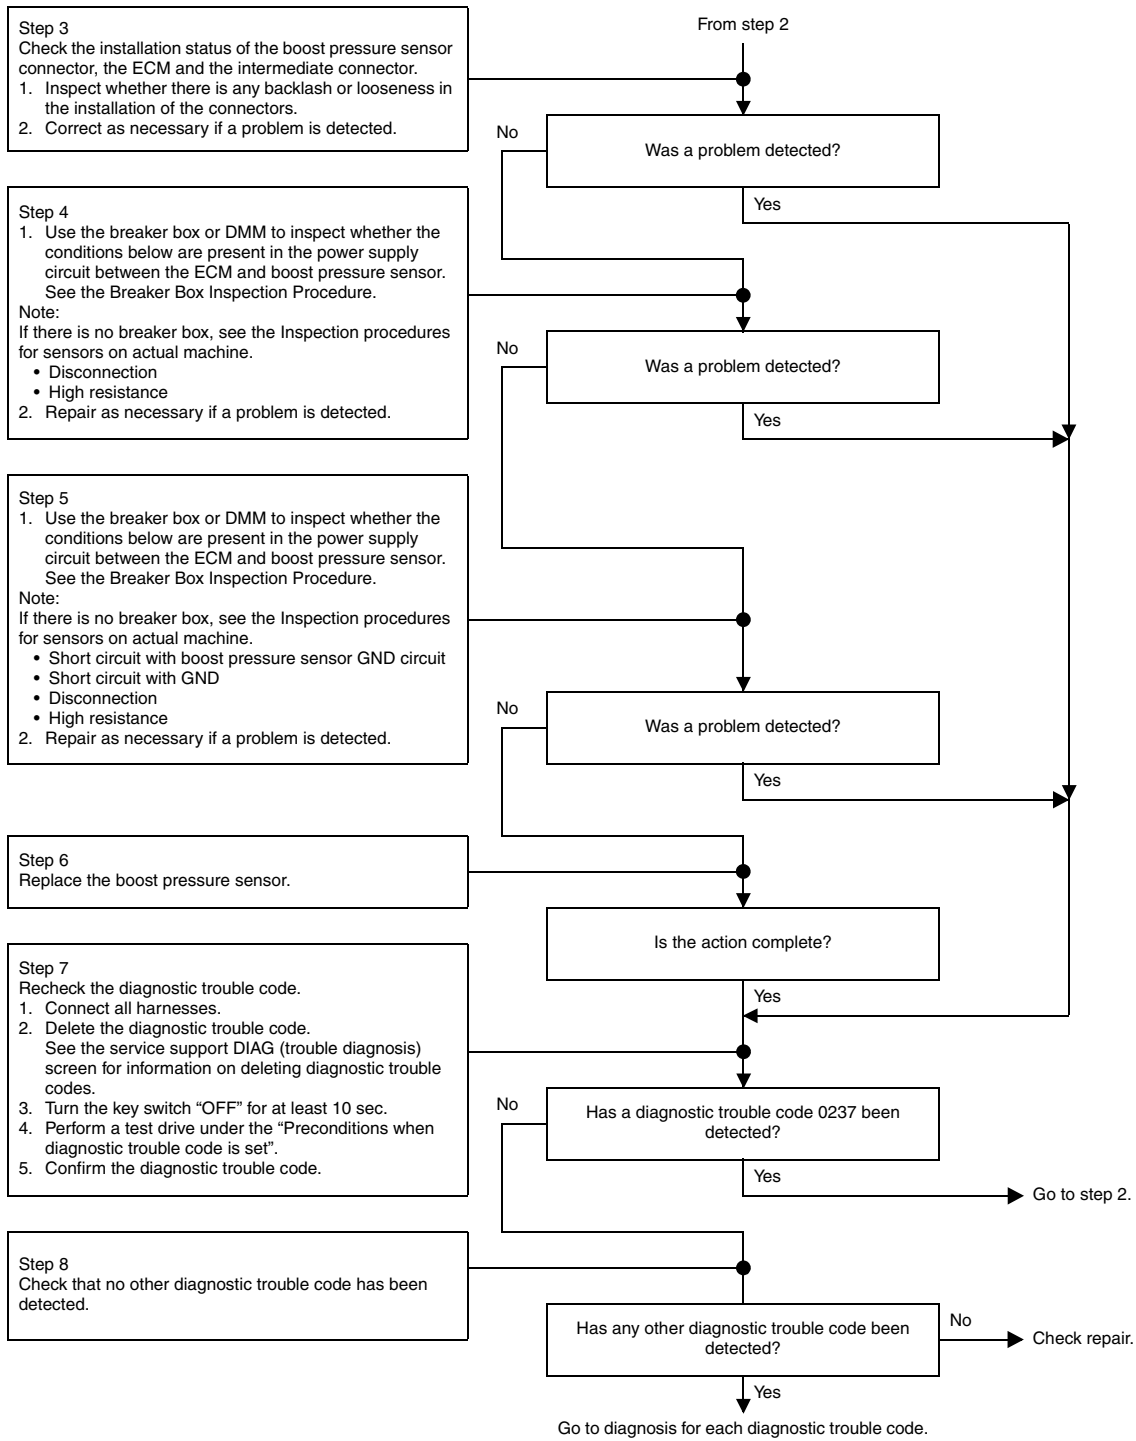 From step 2
Step 3
Check the installation status of the boost pressure sensor
connector, the ECM and the intermediate connector.
1. Inspect whether there is any backlash or looseness in
the installation of the connectors.
2. Correct as necessary if a problem is detected.
No
Was a problem detected?
Yes
Step 4
1. Use the breaker box or DMM to inspect whether the
conditions below are present in the power supply
circuit between the ECM and boost pressure sensor.
See the Breaker Box Inspection Procedure.
Note:
If there is no breaker box, see the Inspection procedures
for sensors on actual machine.
• Disconnection
• High resistance
2. Repair as necessary if a problem is detected.
No
Was a problem detected?
Yes
Step 5
1. Use the breaker box or DMM to inspect whether the
conditions below are present in the power supply
circuit between the ECM and boost pressure sensor.
See the Breaker Box Inspection Procedure.
Note:
If there is no breaker box, see the Inspection procedures
for sensors on actual machine.
• Short circuit with boost pressure sensor GND circuit
• Short circuit with GND
• Disconnection
• High resistance
2. Repair as necessary if a problem is detected.
No
Was a problem detected?
Yes
Step 6
Replace the boost pressure sensor.
Is the action complete?
Yes
Step 7
Recheck the diagnostic trouble code.
1. Connect all harnesses.
2. Delete the diagnostic trouble code.
See the service support DIAG (trouble diagnosis)
screen for information on deleting diagnostic trouble
codes.
3. Turn the key switch “OFF” for at least 10 sec.
4. Perform a test drive under the “Preconditions when
diagnostic trouble code is set”.
5. Confirm the diagnostic trouble code.
No
Has a diagnostic trouble code 0237 been
detected?
Yes
Go to step 2.
Step 8
Check that no other diagnostic trouble code has been
detected.
Has any other diagnostic trouble code been
detected?
No
Check repair.
Yes
Go to diagnosis for each diagnostic trouble code.